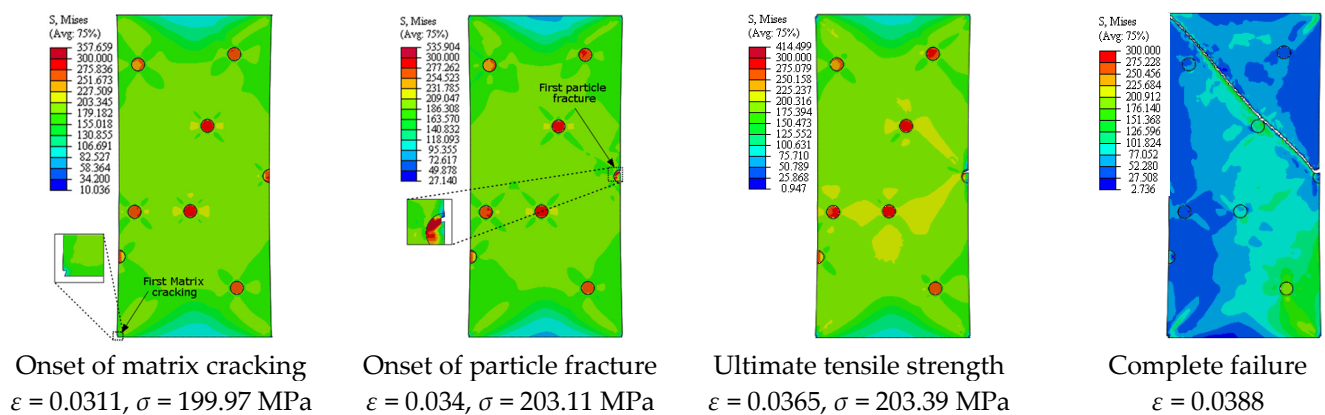 S, Mises
(Avg: 75%)
357.659
300.000
275.836
251.673
227.509
203.345
179.182
155.018
130.855
106.691
82.527
58.364
34.200
10.036
First Matrix
cracking
Onset of matrix cracking
ε = 0.0311, σ = 199.97 MPa
S, Mises
(Avg: 75%)
535.904
300.000
277.262
254.523
231.785
209.047
186.308
163.570
140.832
118.093
95.355
72.617
49.878
27.140
First particle
fracture
Onset of particle fracture
ε = 0.034, σ = 203.11 MPa
S, Mises
(Avg: 75%)
414.499
300.000
275.079
250.158
225.237
200.316
175.394
150.473
125.552
100.631
75.710
50.789
25.868
0.947
Ultimate tensile strength
ε = 0.0365, σ = 203.39 MPa
S, Mises
(Avg: 75%)
300.000
275.228
250.456
225.684
200.912
176.140
151.368
126.596
101.824
77.052
52.280
27.508
2.736
Complete failure
ε = 0.0388